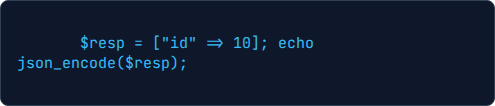 $resp = ["id" => 10]; echo
json_encode($resp);